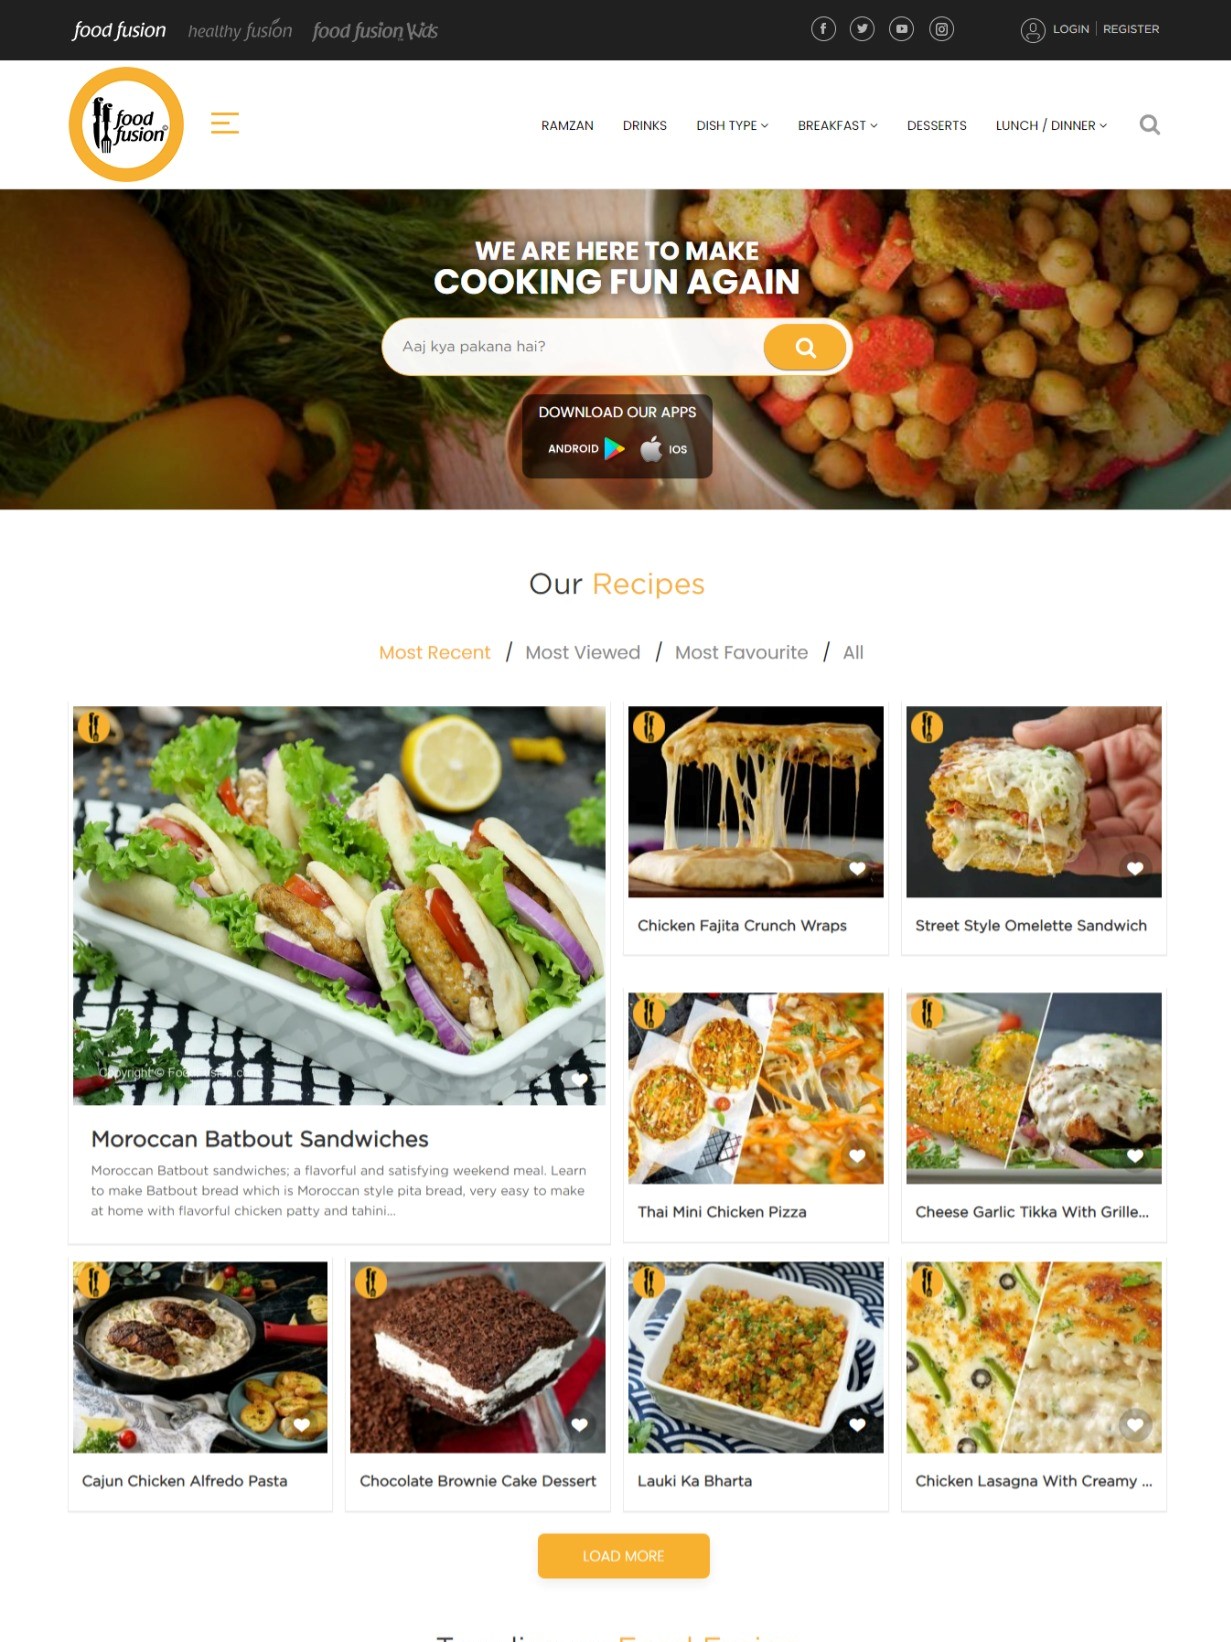 food fusion healthy fusion food fusion Kids
LOGIN REGISTER
food
fusion
RAMZAN DRINKS DISH TYPE BREAKFAST DESSERTS LUNCH / DINNER
WE ARE HERE TO MAKE
COOKING FUN AGAIN
Aaj kya pakana hai?
DOWNLOAD OUR APPS
ANDROID IOS
Our Recipes
Most Recent / Most Viewed / Most Favourite / All
Copyright ©
Moroccan Batbout Sandwiches
Moroccan Batbout sandwiches; a flavorful and satisfying weekend meal. Learn
to make Batbout bread which is Moroccan style pita bread, very easy to make
at home with flavorful chicken patty and tahini...
Chicken Fajita Crunch Wraps
Street Style Omelette Sandwich
Thai Mini Chicken Pizza
Cheese Garlic Tikka With Grille...
Cajun Chicken Alfredo Pasta
Chocolate Brownie Cake Dessert
Lauki Ka Bharta
Chicken Lasagna With Creamy ...
LOAD MORE